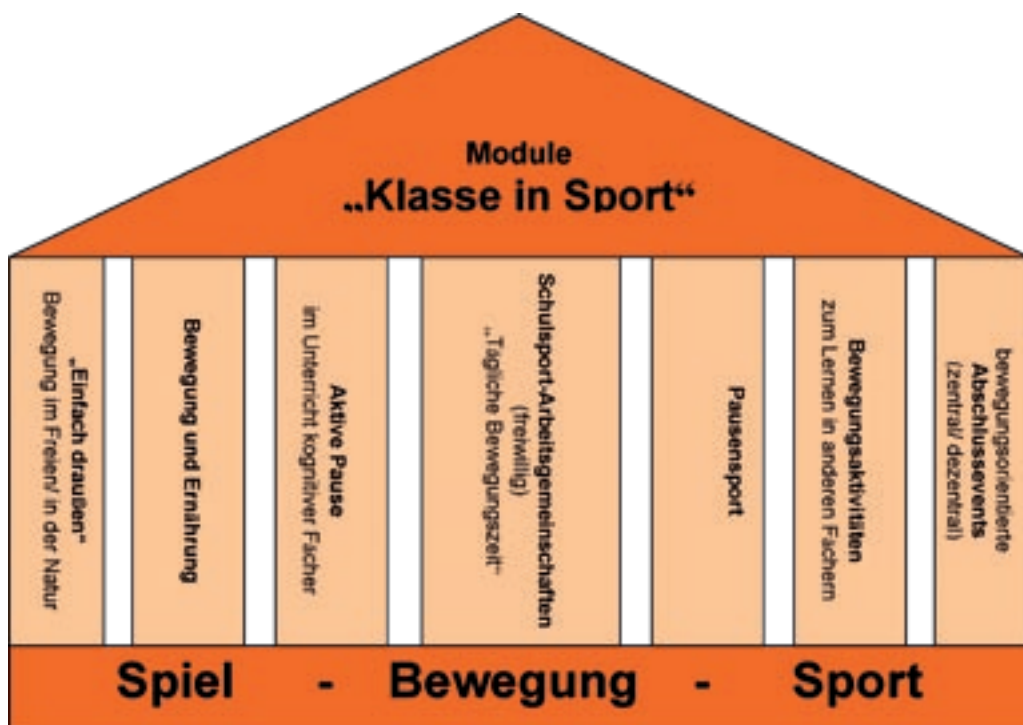 Module
„Klasse in Sport“
„Einfach draußen“
Bewegung im Freien/ in der Natur
Bewegung und Ernährung
Aktive Pause
im Unterricht kognitiver Fächer
Schulsport-Arbeitsgemeinschaften
(freiwillig)
„Tägliche Bewegungszeit“
Pausensport
Bewegungsaktivitäten
zum Lernen in anderen Fächern
bewegungsorientierte
Abschlussevents
(zentral/ dezentral)
Spiel - Bewegung - Sport